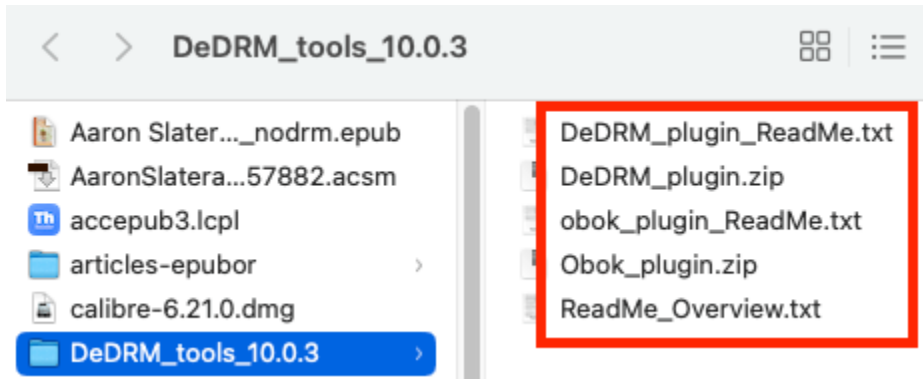 DeDRM_tools_10.0.3
Aaron Slater..._nodrm.epub
AaronSlatera...57882.acsm
Th accepub3.lcpl
articles-epubor
calibre-6.21.0.dmg
DeDRM_tools_10.0.3
DeDRM_plugin_ReadMe.txt
DeDRM_plugin.zip
obok_plugin_ReadMe.txt
Obok_plugin.zip
ReadMe_Overview.txt